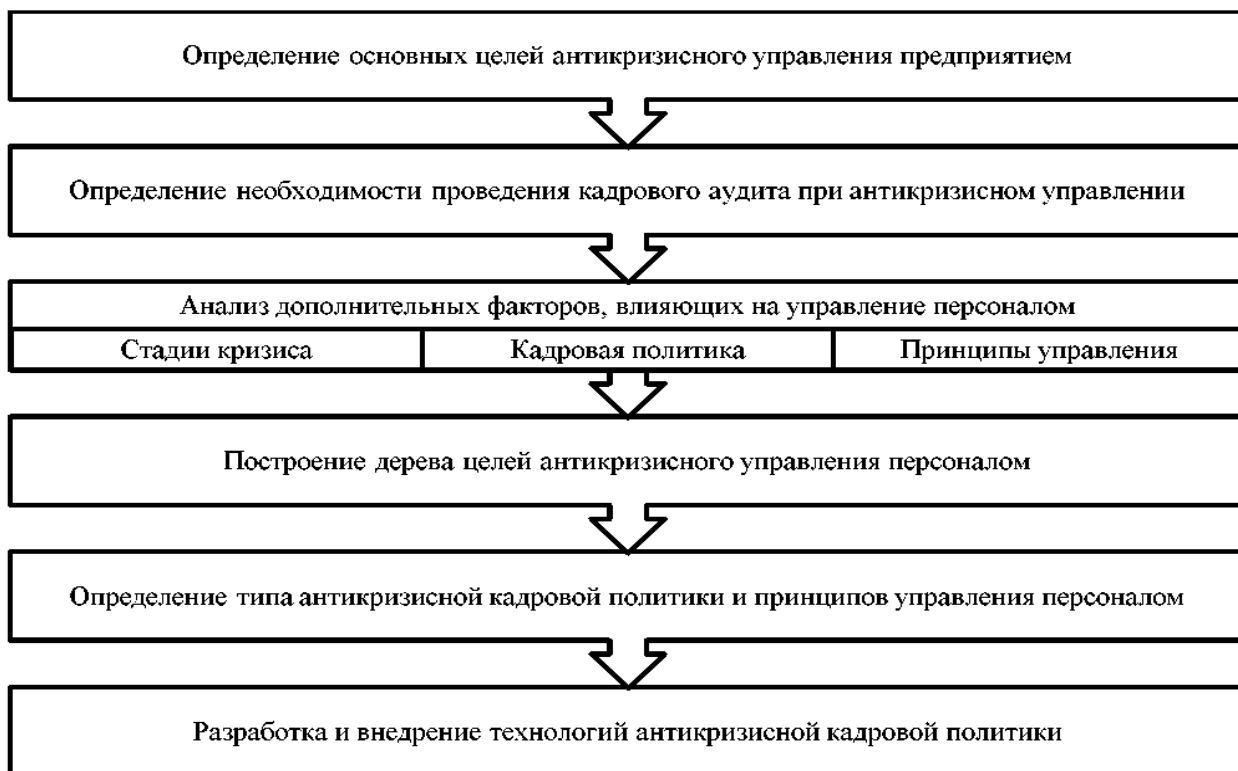 Определение основных целей антикризисного управления предприятием
Определение необходимости проведения кадрового аудита при антикризисном управлении
Анализ дополнительных факторов, влияющих на управление персоналом
Стадии кризиса
Кадровая политика
Принципы управления
Построение дерева целей антикризисного управления персоналом
Определение типа антикризисной кадровой политики и принципов управления персоналом
Разработка и внедрение технологий антикризисной кадровой политики